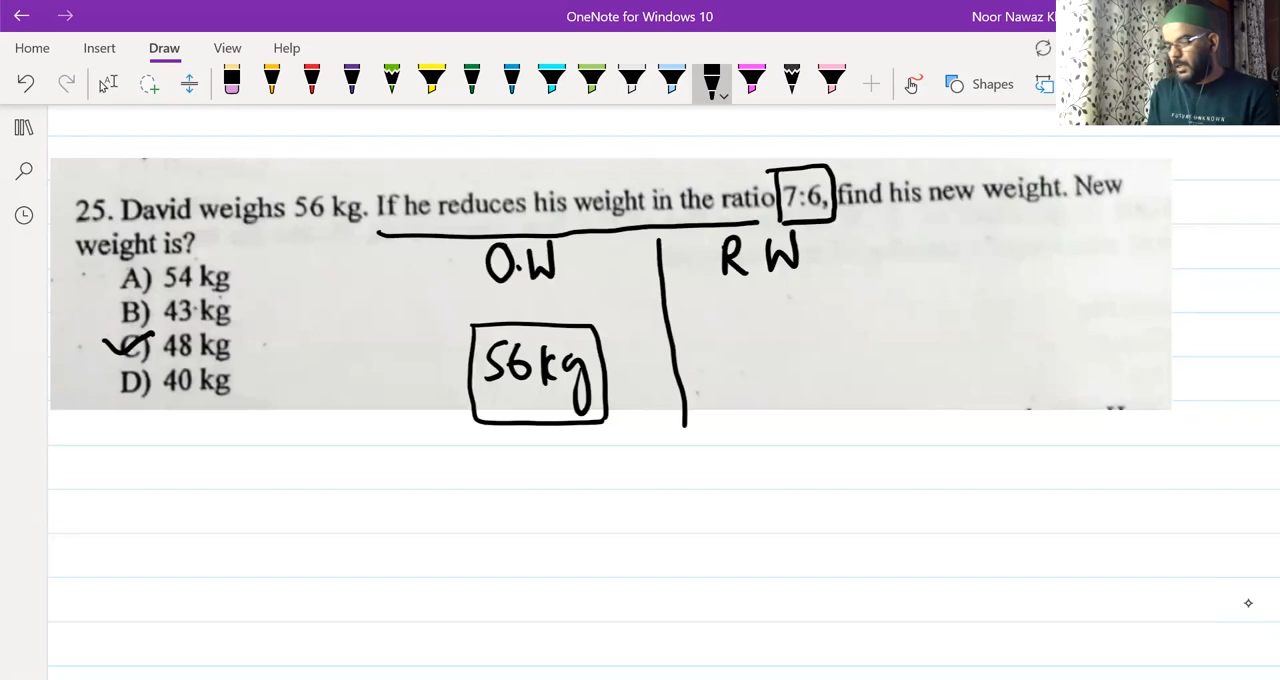 OneNote for Windows 10
Noor Nawaz
Home Insert Draw View Help
Shapes
25. David weighs 56 kg. If he reduces his weight in the ratio 7:6, find his new weight. New
weight is?
O.W R W
A) 54 kg
B) 43 kg
C) 48 kg
D) 40 kg
56kg
FUTURE UNKNOWN